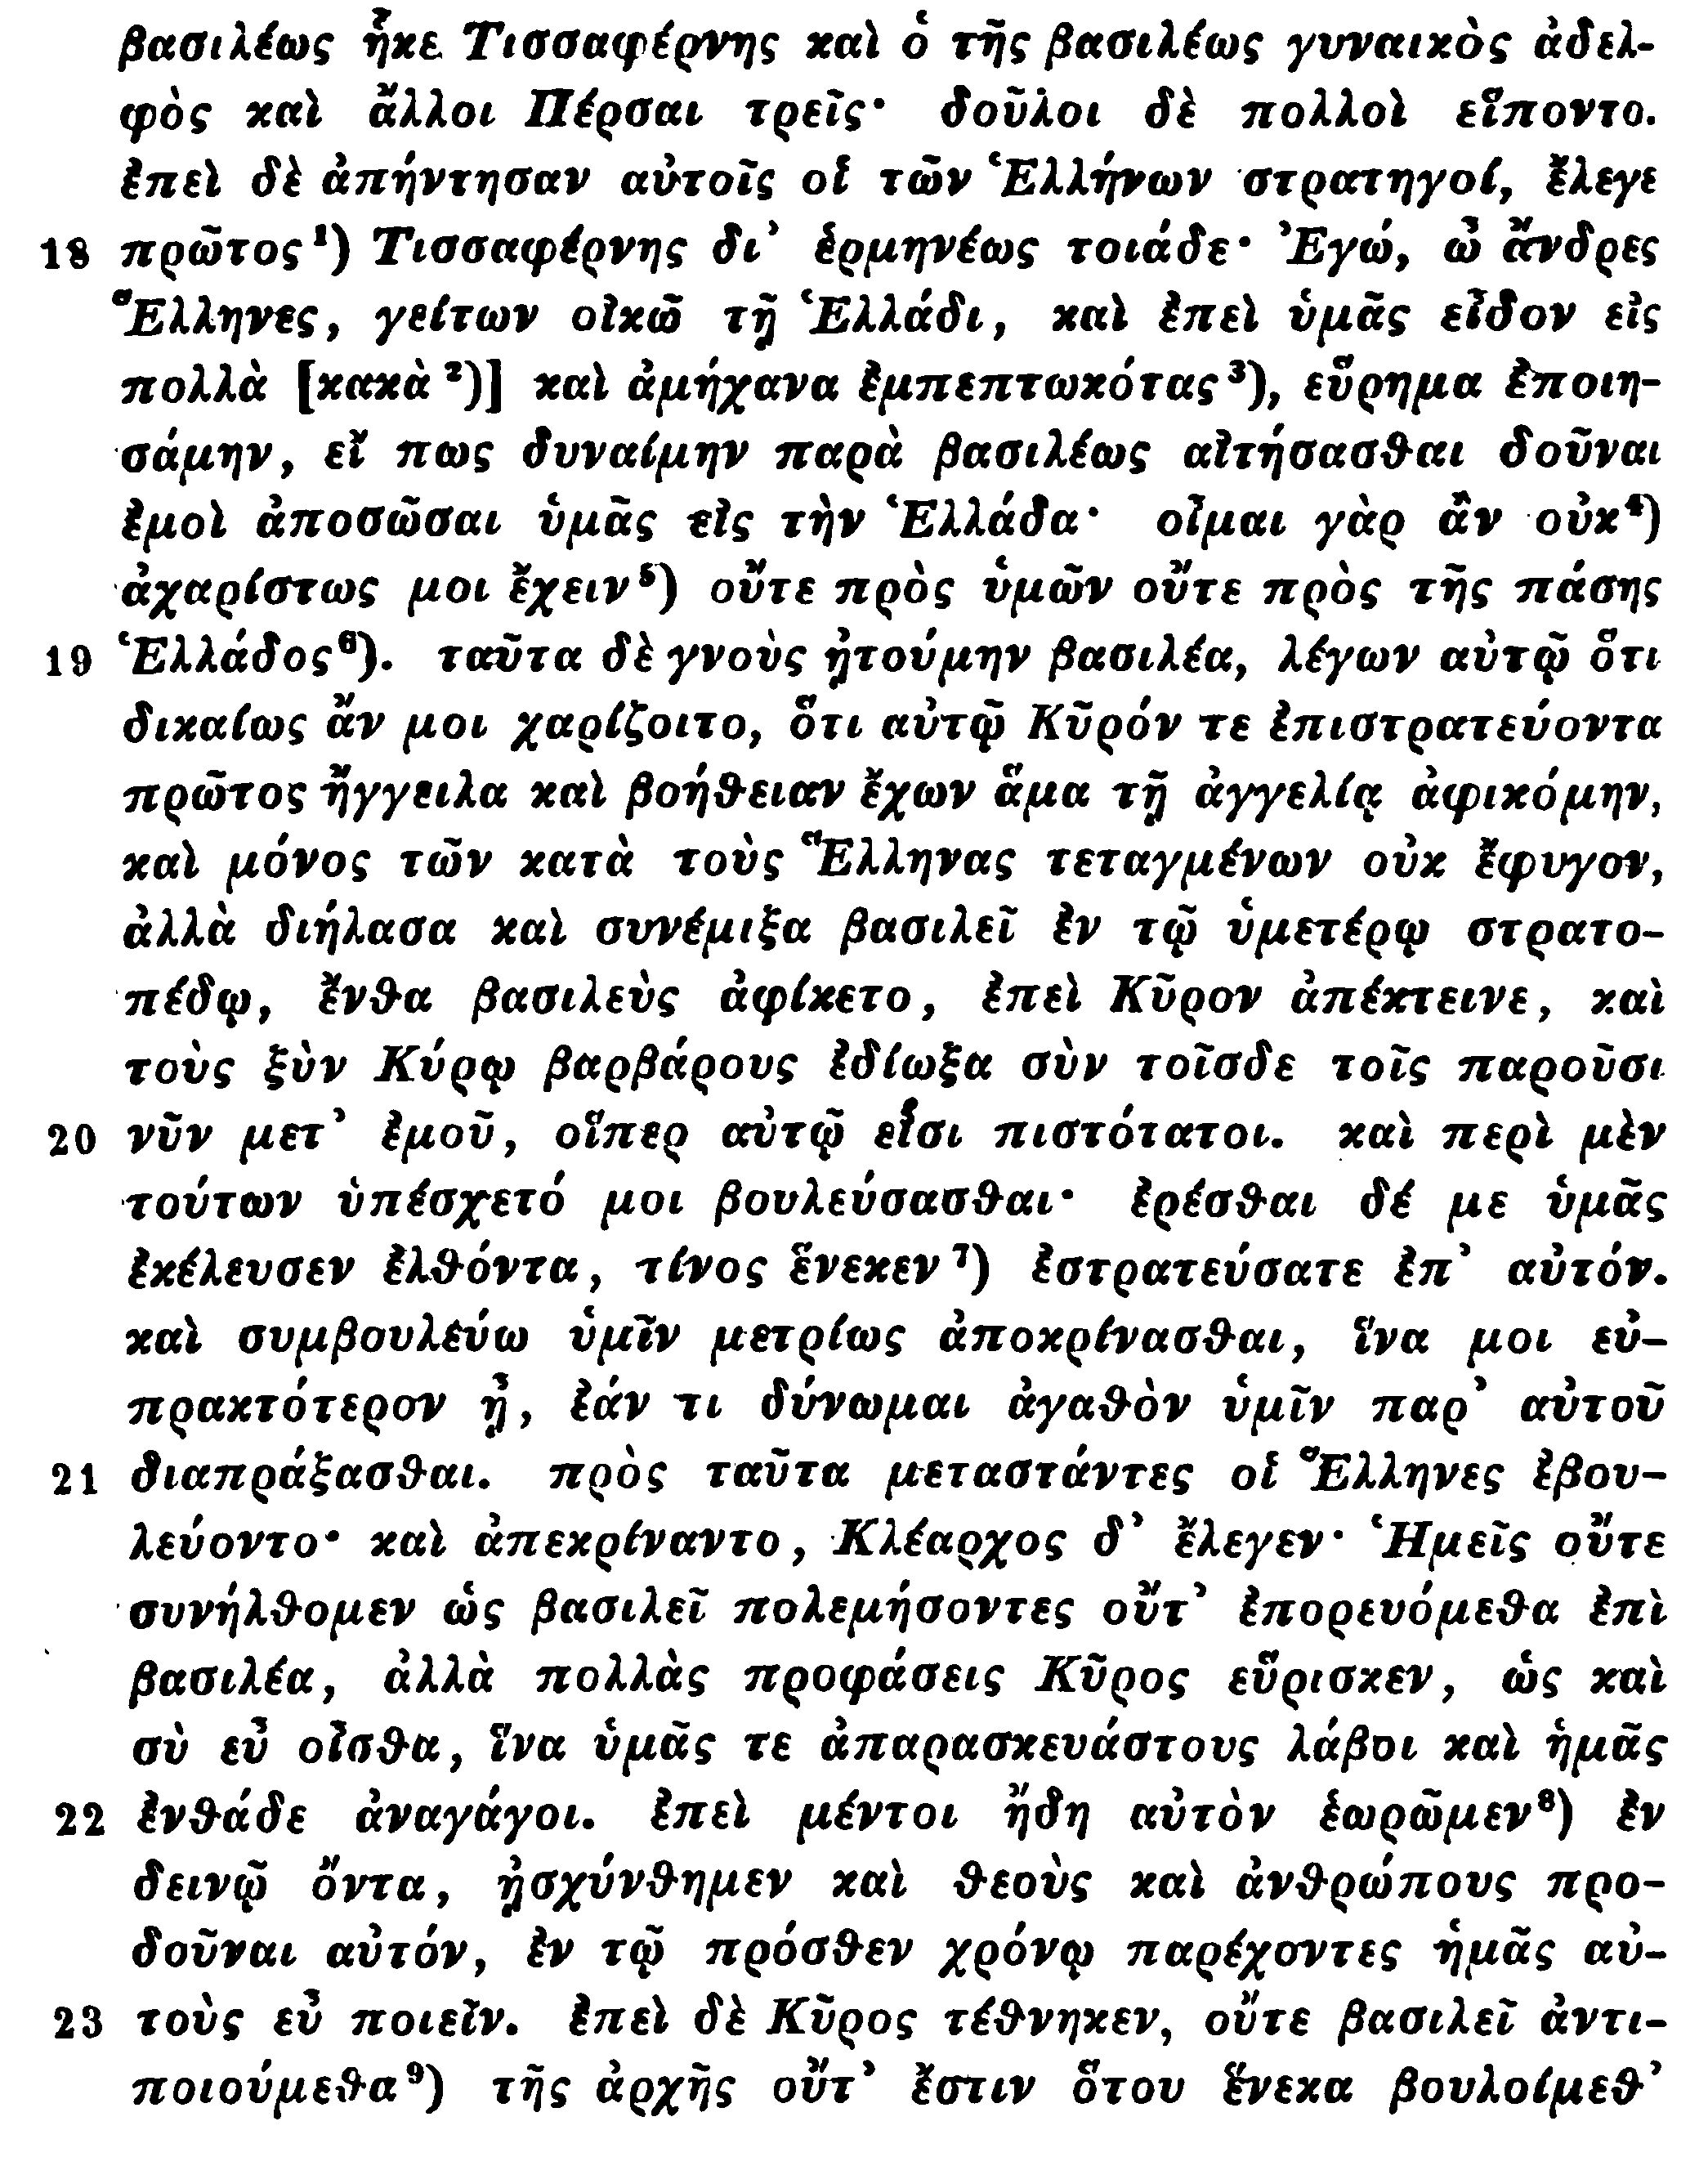 βασιλέως ἧκε Τισσαφέρνης καὶ ὁ τῆς βασιλέως γυναικὸς ἀδελ-
φὸς καὶ ἄλλοι Πέρσαι τρεῖς· δοῦλοι δὲ πολλοὶ εἵποντο.
ἐπεὶ δὲ ἀπήντησαν αὐτοῖς οἱ τῶν Ἑλλήνων στρατηγοί, ἔλεγε
18 πρῶτος¹) Τισσαφέρνης δι’ ἑρμηνέως τοιάδε· Ἐγώ, ὦ ἄνδρες
Ἕλληνες, γείτων οἰκῶ τῇ Ἑλλάδι, καὶ ἐπεὶ ὑμᾶς εἶδον εἰς
πολλὰ [κακὰ²)] καὶ ἀμήχανα ἐμπεπτωκότας³), εὕρημα ἐποιη-
σάμην, εἴ πως δυναίμην παρὰ βασιλέως αἰτήσασθαι δοῦναι
ἐμοὶ ἀποσῶσαι ὑμᾶς εἰς τὴν Ἑλλάδα· οἶμαι γὰρ ἂν οὐκ⁴)
ἀχαρίστως μοι ἔχειν⁵) οὔτε πρὸς ὑμῶν οὔτε πρὸς τῆς πάσης
19 Ἑλλάδος⁶). ταῦτα δὲ γνοὺς ᾐτούμην βασιλέα, λέγων αὐτῷ ὅτι
δικαίως ἄν μοι χαρίζοιτο, ὅτι αὐτῷ Κῦρόν τε ἐπιστρατεύοντα
πρῶτος ἤγγειλα καὶ βοήθειαν ἔχων ἅμα τῇ ἀγγελίᾳ ἀφικόμην,
καὶ μόνος τῶν κατὰ τοὺς Ἕλληνας τεταγμένων οὐκ ἔφυγον,
ἀλλὰ διήλασα καὶ συνέμιξα βασιλεῖ ἐν τῷ ὑμετέρῳ στρατο-
πέδῳ, ἔνθα βασιλεὺς ἀφίκετο, ἐπεὶ Κῦρον ἀπέκτεινε, καὶ
τοὺς ξὺν Κύρῳ βαρβάρους ἐδίωξα σὺν τοῖσδε τοῖς παροῦσι
20 νῦν μετ’ ἐμοῦ, οἵπερ αὐτῷ εἰσι πιστότατοι. καὶ περὶ μὲν
τούτων ὑπέσχετό μοι βουλεύσασθαι· ἐρέσθαι δέ με ὑμᾶς
ἐκέλευσεν ἐλθόντα, τίνος ἕνεκεν⁷) ἐστρατεύσατε ἐπ’ αὐτόν.
καὶ συμβουλεύω ὑμῖν μετρίως ἀποκρίνασθαι, ἵνα μοι εὐ-
πρακτότερον ᾖ, ἐάν τι δύνωμαι ἀγαθὸν ὑμῖν παρ’ αὐτοῦ
21 διαπράξασθαι. πρὸς ταῦτα μεταστάντες οἱ Ἕλληνες ἐβου-
λεύοντο· καὶ ἀπεκρίναντο, Κλέαρχος δ’ ἔλεγεν· Ἡμεῖς οὔτε
συνήλθομεν ὡς βασιλεῖ πολεμήσοντες οὔτ’ ἐπορευόμεθα ἐπὶ
βασιλέα, ἀλλὰ πολλὰς προφάσεις Κῦρος εὕρισκεν, ὡς καὶ
σὺ εὖ οἶσθα, ἵνα ὑμᾶς τε ἀπαρασκευάστους λάβοι καὶ ἡμᾶς
22 ἐνθάδε ἀναγάγοι. ἐπεὶ μέντοι ἤδη αὐτὸν ἑωρῶμεν⁸) ἐν
δεινῷ ὄντα, ᾐσχύνθημεν καὶ θεοὺς καὶ ἀνθρώπους προ-
δοῦναι αὐτόν, ἐν τῷ πρόσθεν χρόνῳ παρέχοντες ἡμᾶς αὐ-
23 τοὺς εὖ ποιεῖν. ἐπεὶ δὲ Κῦρος τέθνηκεν, οὔτε βασιλεῖ ἀντι-
ποιούμεθα⁹) τῆς ἀρχῆς οὔτ’ ἔστιν ὅτου ἕνεκα βουλοίμεθ’